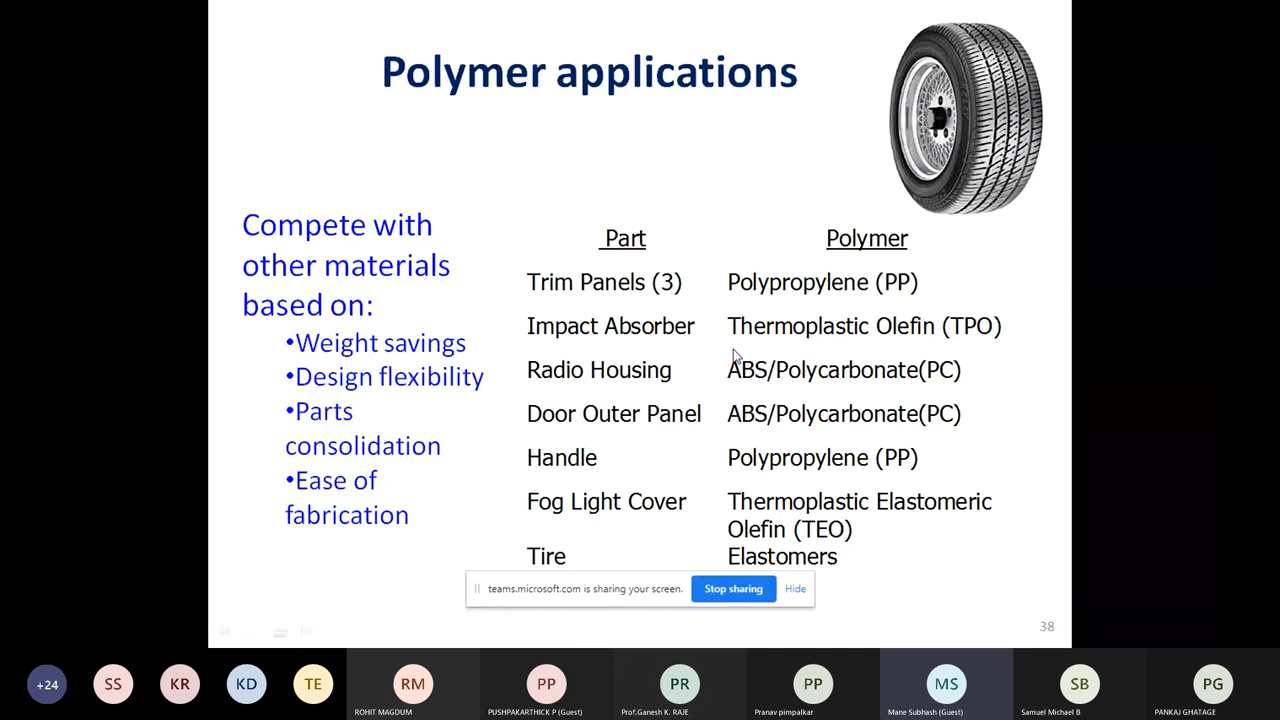 Polymer applications
Compete with
other materials
based on:
•Weight savings
•Design flexibility
•Parts
consolidation
•Ease of
fabrication
Part Polymer
Trim Panels (3) Polypropylene (PP)
Impact Absorber Thermoplastic Olefin (TPO)
Radio Housing ABS/Polycarbonate(PC)
Door Outer Panel ABS/Polycarbonate(PC)
Handle Polypropylene (PP)
Fog Light Cover Thermoplastic Elastomeric
Olefin (TEO)
Tire Elastomers
teams.microsoft.com is sharing your screen. Stop sharing Hide
38
+24 SS KR KD TE RM PP PR PP MS SB PG
ROHIT MAGDUM PUSHPAKARTHICK P (Guest) Prof.Ganesh K. RAJE Pranav pimpalkar Mane Subhash (Guest) Samuel Michael B PANKAJ GHATAGE